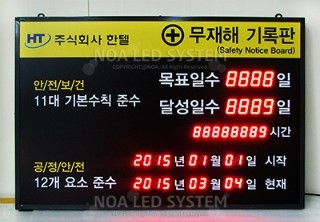 NOA LED SYSTEM
HT 주식회사 한텔
무재해 기록판
(Safety Notice Board)
안/전/보/건
11대 기본수칙 준수
목표일수 8888 일
달성일수 8889 일
88888889 시간
공/정/안/전
12개 요소 준수
2015 년 01 월 01 일 시작
2015 년 03 월 04 일 현재
NOA LED SYSTEM